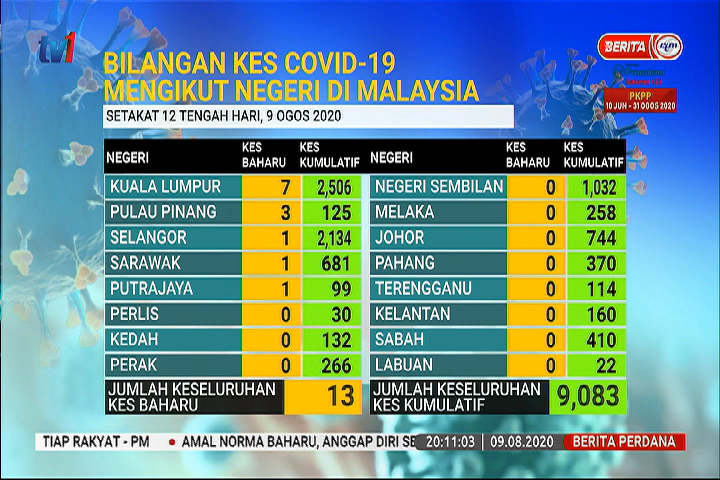 tv1
BERITA rtm
BILANGAN KES COVID-19
MENGIKUT NEGERI DI MALAYSIA
PKPP
10 JUN - 31 OGOS 2020
SETAKAT 12 TENGAH HARI, 9 OGOS 2020
NEGERI KES BAHARU KES KUMULATIF NEGERI KES BAHARU KES KUMULATIF
KUALA LUMPUR 7 2,506 NEGERI SEMBILAN 0 1,032
PULAU PINANG 3 125 MELAKA 0 258
SELANGOR 1 2,134 JOHOR 0 744
SARAWAK 1 681 PAHANG 0 370
PUTRAJAYA 1 99 TERENGGANU 0 114
PERLIS 0 30 KELANTAN 0 160
KEDAH 0 132 SABAH 0 410
PERAK 0 266 LABUAN 0 22
JUMLAH KESELURUHAN KES BAHARU 13 JUMLAH KESELURUHAN KES KUMULATIF 9,083
TIAP RAKYAT - PM • AMAL NORMA BAHARU, ANGGAP DIRI SE 20:11:03 09.08.2020 BERITA PERDANA